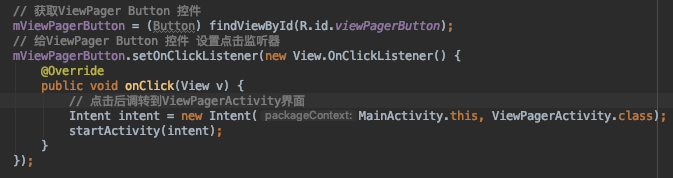 // 获取ViewPager Button 控件
mViewPagerButton = (Button) findViewById(R.id.viewPagerButton);
// 给ViewPager Button 控件 设置点击监听器
mViewPagerButton.setOnClickListener(new View.OnClickListener() {
@Override
public void onClick(View v) {
// 点击后调转到ViewPagerActivity界面
Intent intent = new Intent( packageContext: MainActivity.this, ViewPagerActivity.class);
startActivity(intent);
}
});